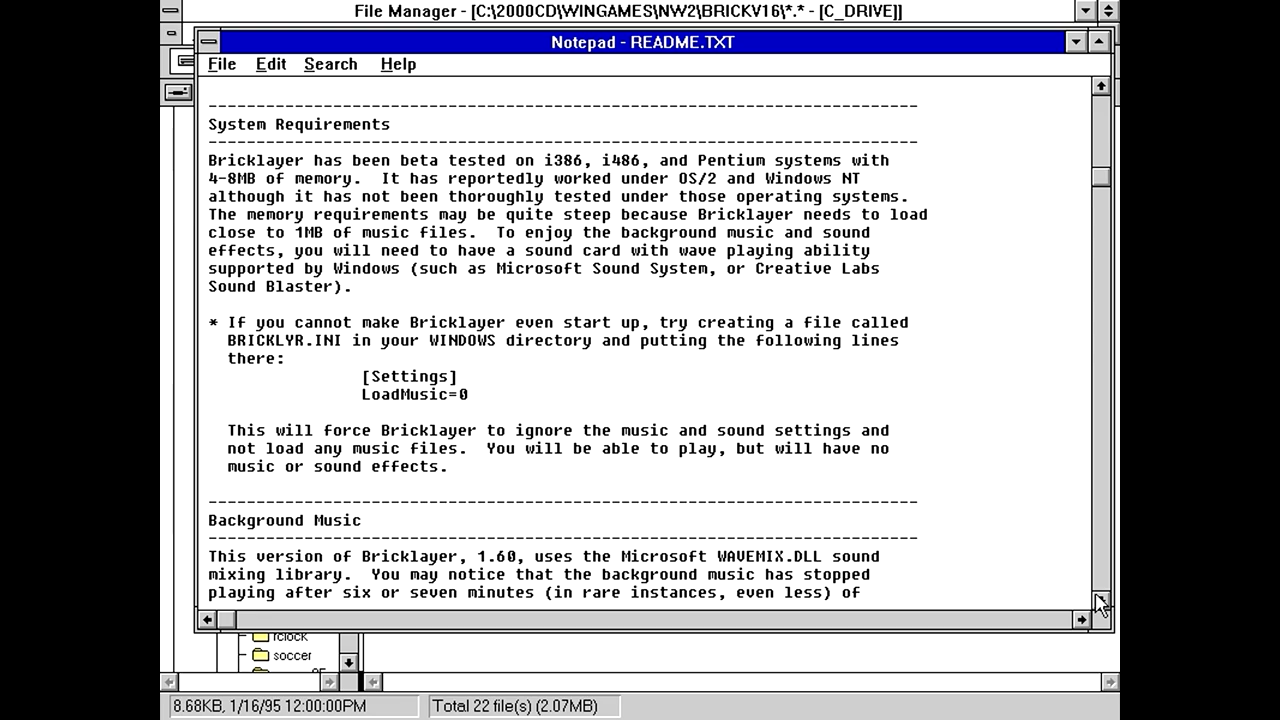 File Manager - [C:\2000CD\WINGAMES\NW2\BRICKV16\*.* - [C_DRIVE]]
Notepad - README.TXT
File Edit Search Help
--------------------------------------------------------------------------
System Requirements
--------------------------------------------------------------------------
Bricklayer has been beta tested on i386, i486, and Pentium systems with
4-8MB of memory.  It has reportedly worked under OS/2 and Windows NT
although it has not been thoroughly tested under those operating systems.
The memory requirements may be quite steep because Bricklayer needs to load
close to 1MB of music files.  To enjoy the background music and sound
effects, you will need to have a sound card with wave playing ability
supported by Windows (such as Microsoft Sound System, or Creative Labs
Sound Blaster).
* If you cannot make Bricklayer even start up, try creating a file called
BRICKLYR.INI in your WINDOWS directory and putting the following lines
there:
[Settings]
LoadMusic=0
This will force Bricklayer to ignore the music and sound settings and
not load any music files.  You will be able to play, but will have no
music or sound effects.
--------------------------------------------------------------------------
Background Music
--------------------------------------------------------------------------
This version of Bricklayer, 1.60, uses the Microsoft WAVEMIX.DLL sound
mixing library.  You may notice that the background music has stopped
playing after six or seven minutes (in rare instances, even less) of
rclock
soccer
8.68KB, 1/16/95 12:00:00PM
Total 22 file(s) (2.07MB)